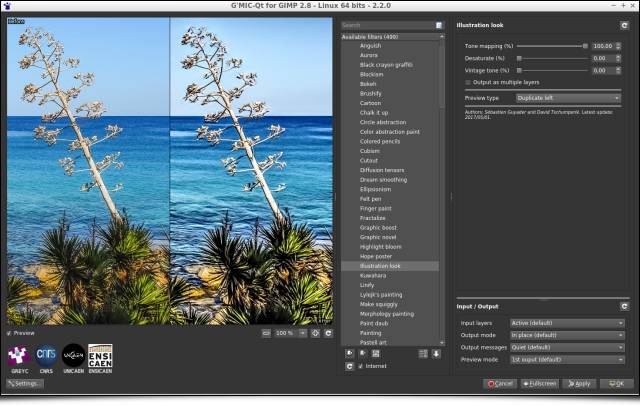 G'MIC-Qt for GIMP 2.8 - Linux 64 bits - 2.2.0
Before
Preview
100 %
GREYC
CNRS
UNICAEN
ENSICAEN
cnrs
UNICAEN
ENSI
CAEN
Settings...
Search
Available filters (499)
Anguish
Aurora
Black crayon graffiti
Blockism
Bokeh
Brushify
Cartoon
Chalk it up
Circle abstraction
Color abstraction paint
Colored pencils
Cubism
Cutout
Diffusion tensors
Dream smoothing
Ellipsionism
Felt pen
Finger paint
Fractalize
Graphic boost
Graphic novel
Highlight bloom
Hope poster
Illustration look
Kuwahara
Linify
Lylejk's painting
Make squiggly
Morphology painting
Paint daub
Painting
Pastell art
Internet
Illustration look
Tone mapping (%)
100,00
Desaturate (%)
0,00
Vintage tone (%)
0,00
Output as multiple layers
Preview type
Duplicate left
Authors: Sébastien Guyader and David Tschumperlé. Latest update:
2017/05/01.
Input / Output
Input layers
Active (default)
Output mode
In place (default)
Output messages
Quiet (default)
Preview mode
1st ouput (default)
Cancel
Fullscreen
Apply
OK